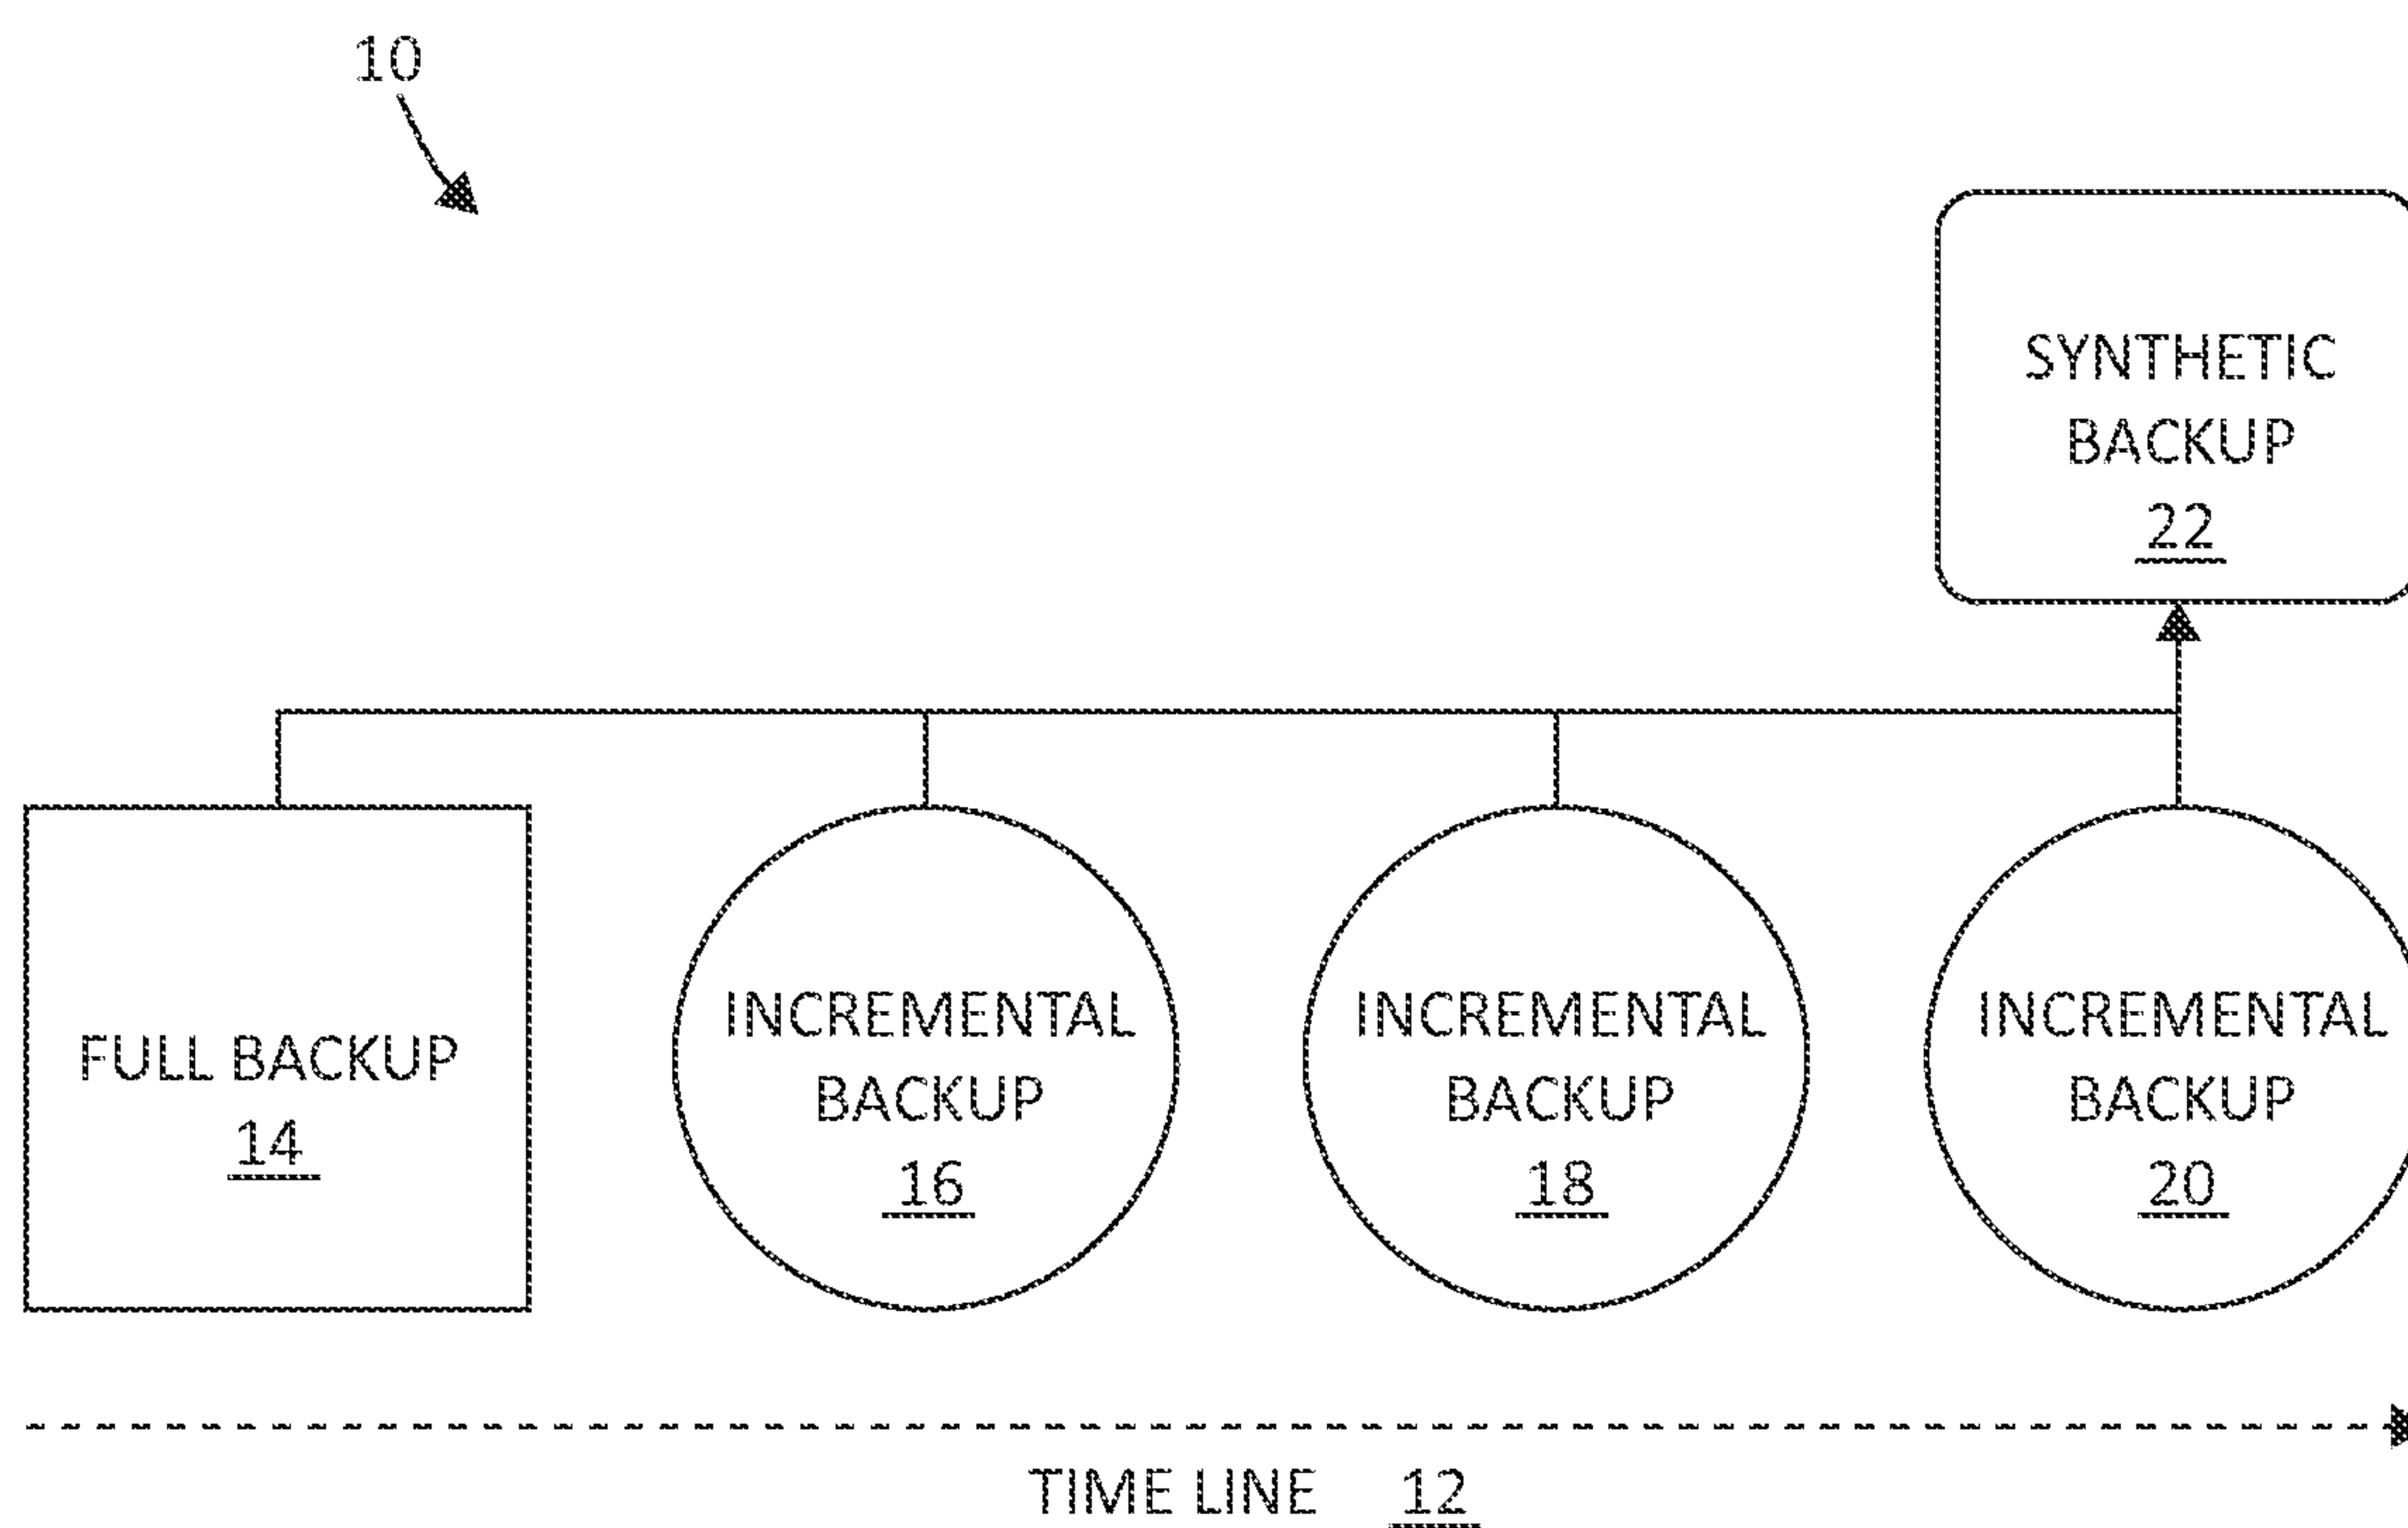 10
SYNTHETIC
BACKUP
22
FULL BACKUP
14
INCREMENTAL
BACKUP
16
INCREMENTAL
BACKUP
18
INCREMENTAL
BACKUP
20
TIME LINE 12